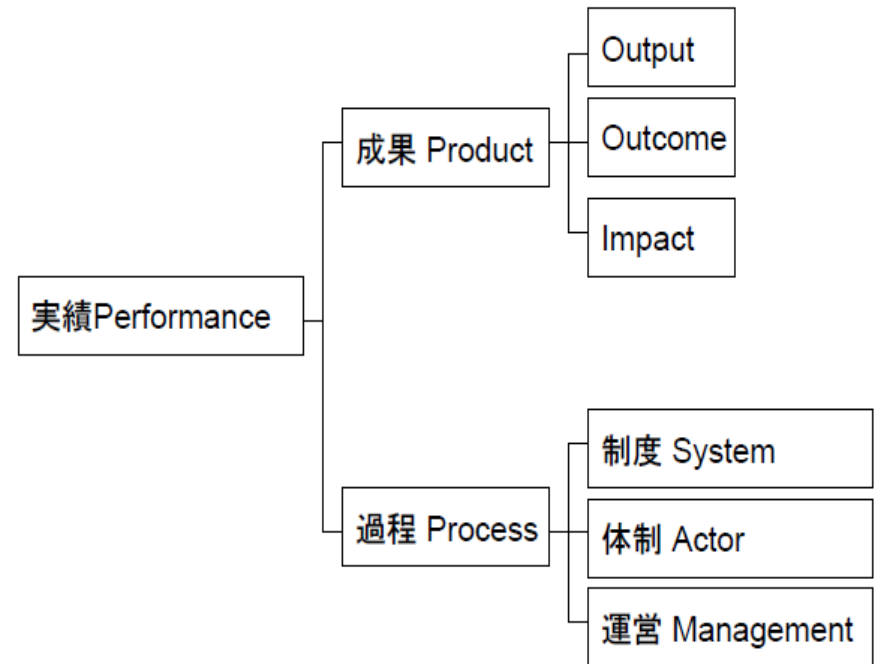 実績Performance
成果 Product
Output
Outcome
Impact
過程 Process
制度 System
体制 Actor
運営 Management